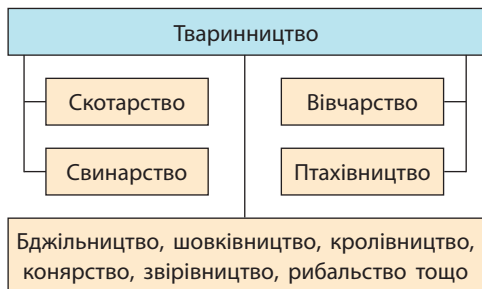 Тваринництво
Скотарство
Вівчарство
Свинарство
Птахівництво
Бджільництво, шовківництво, кролівництво,
конярство, звірівництво, рибальство тощо